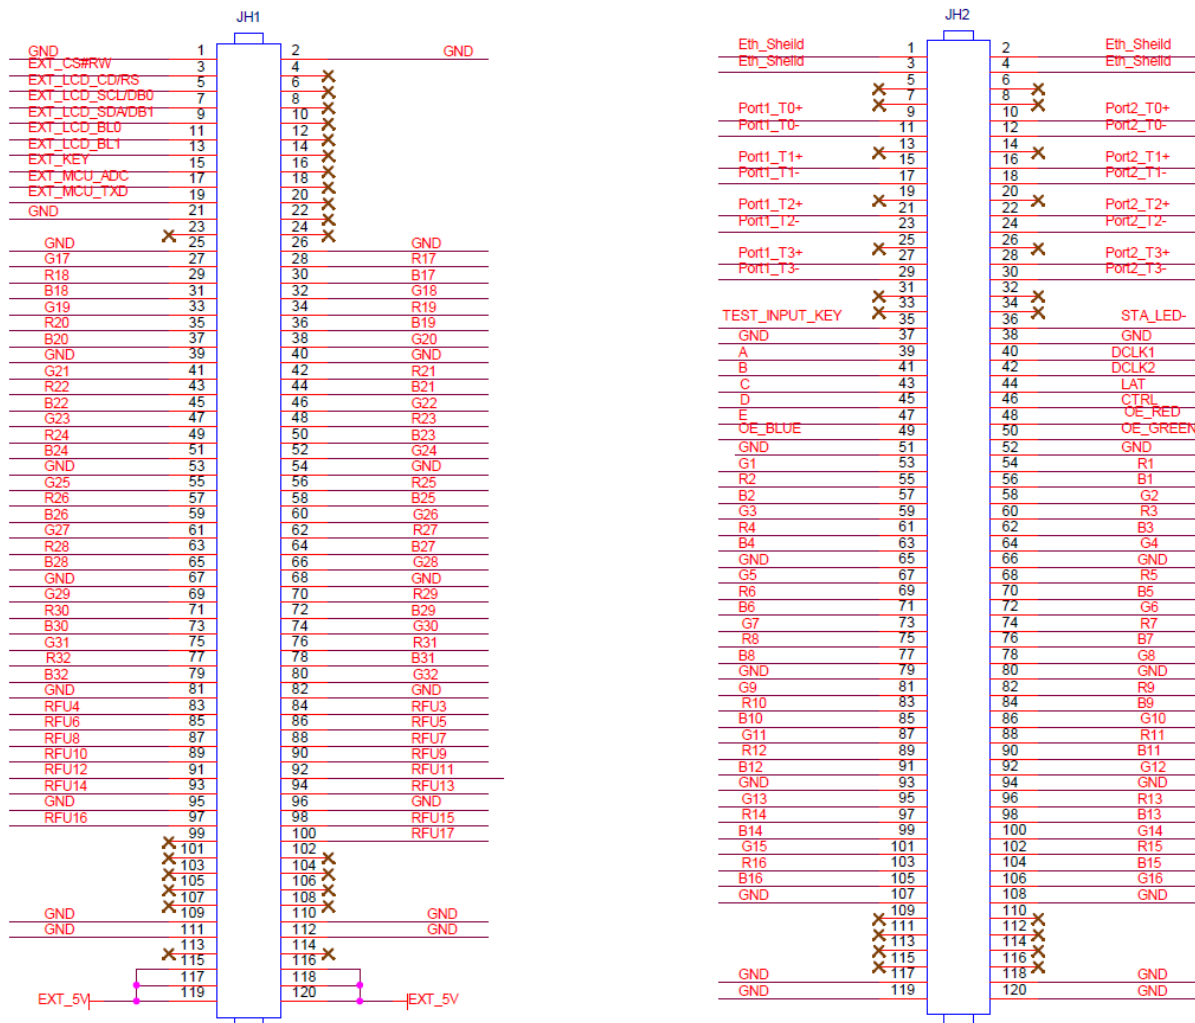 JH1
GND 1 2 GND
EXT_CS#RW 3 4
EXT_LCD_CD/RS 5 6
EXT_LCD_SCL/DB0 7 8
EXT_LCD_SDA/DB1 9 10
EXT_LCD_BL0 11 12
EXT_LCD_BL1 13 14
EXT_KEY 15 16
EXT_MCU_ADC 17 18
EXT_MCU_TXD 19 20
GND 21 22
23 24
GND 25 26 GND
G17 27 28 R17
R18 29 30 B17
B18 31 32 G18
G19 33 34 R19
R20 35 36 B19
B20 37 38 G20
GND 39 40 GND
G21 41 42 R21
R22 43 44 B21
B22 45 46 G22
G23 47 48 R23
R24 49 50 B23
B24 51 52 G24
GND 53 54 GND
G25 55 56 R25
R26 57 58 B25
B26 59 60 G26
G27 61 62 R27
R28 63 64 B27
B28 65 66 G28
GND 67 68 GND
G29 69 70 R29
R30 71 72 B29
B30 73 74 G30
G31 75 76 R31
R32 77 78 B31
B32 79 80 G32
GND 81 82 GND
RFU4 83 84 RFU3
RFU6 85 86 RFU5
RFU8 87 88 RFU7
RFU10 89 90 RFU9
RFU12 91 92 RFU11
RFU14 93 94 RFU13
GND 95 96 GND
RFU16 97 98 RFU15
99 100 RFU17
101 102
103 104
105 106
107 108
GND 109 110 GND
GND 111 112 GND
113 114
115 116
117 118
EXT_5V 119 120 EXT_5V
JH2
Eth_Sheild 1 2 Eth_Sheild
Eth_Sheild 3 4 Eth_Sheild
5 6
7 8
Port1_T0+ 9 10 Port2_T0+
Port1_T0- 11 12 Port2_T0-
13 14
Port1_T1+ 15 16 Port2_T1+
Port1_T1- 17 18 Port2_T1-
19 20
Port1_T2+ 21 22 Port2_T2+
Port1_T2- 23 24 Port2_T2-
25 26
Port1_T3+ 27 28 Port2_T3+
Port1_T3- 29 30 Port2_T3-
31 32
33 34
TEST_INPUT_KEY 35 36 STA_LED-
GND 37 38 GND
A 39 40 DCLK1
B 41 42 DCLK2
C 43 44 LAT
D 45 46 CTRL
E 47 48 OE_RED
OE_BLUE 49 50 OE_GREEN
GND 51 52 GND
G1 53 54 R1
R2 55 56 B1
B2 57 58 G2
G3 59 60 R3
R4 61 62 B3
B4 63 64 G4
GND 65 66 GND
G5 67 68 R5
R6 69 70 B5
B6 71 72 G6
G7 73 74 R7
R8 75 76 B7
B8 77 78 G8
GND 79 80 GND
G9 81 82 R9
R10 83 84 B9
B10 85 86 G10
G11 87 88 R11
R12 89 90 B11
B12 91 92 G12
GND 93 94 GND
G13 95 96 R13
R14 97 98 B13
B14 99 100 G14
G15 101 102 R15
R16 103 104 B15
B16 105 106 G16
GND 107 108 GND
109 110
111 112
113 114
115 116
GND 117 118 GND
GND 119 120 GND